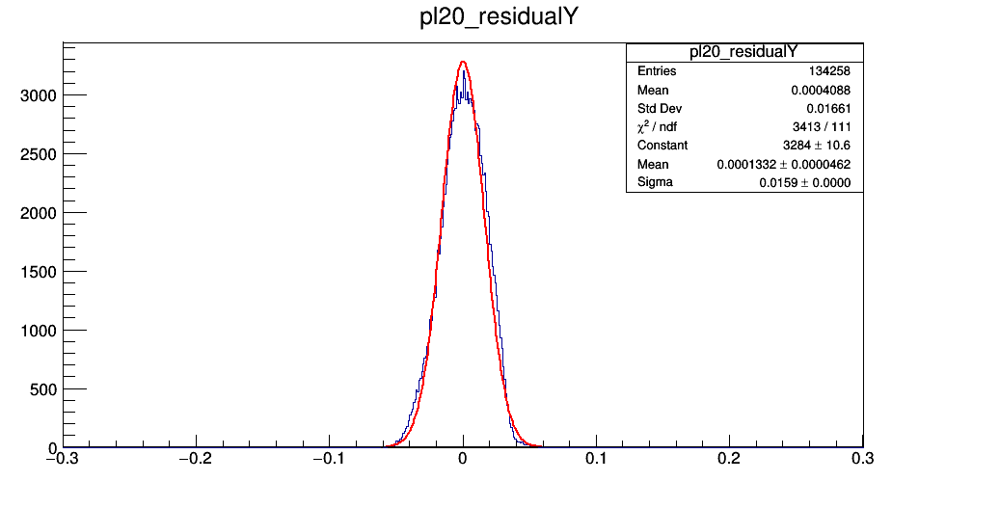 pl20_residualY
pl20_residualY
Entries 134258
Mean 0.0004088
Std Dev 0.01661
χ² / ndf 3413 / 111
Constant 3284 ± 10.6
Mean 0.0001332 ± 0.0000462
Sigma 0.0159 ± 0.0000
3000
2500
2000
1500
1000
500
0
−0.3 −0.2 −0.1 0 0.1 0.2 0.3